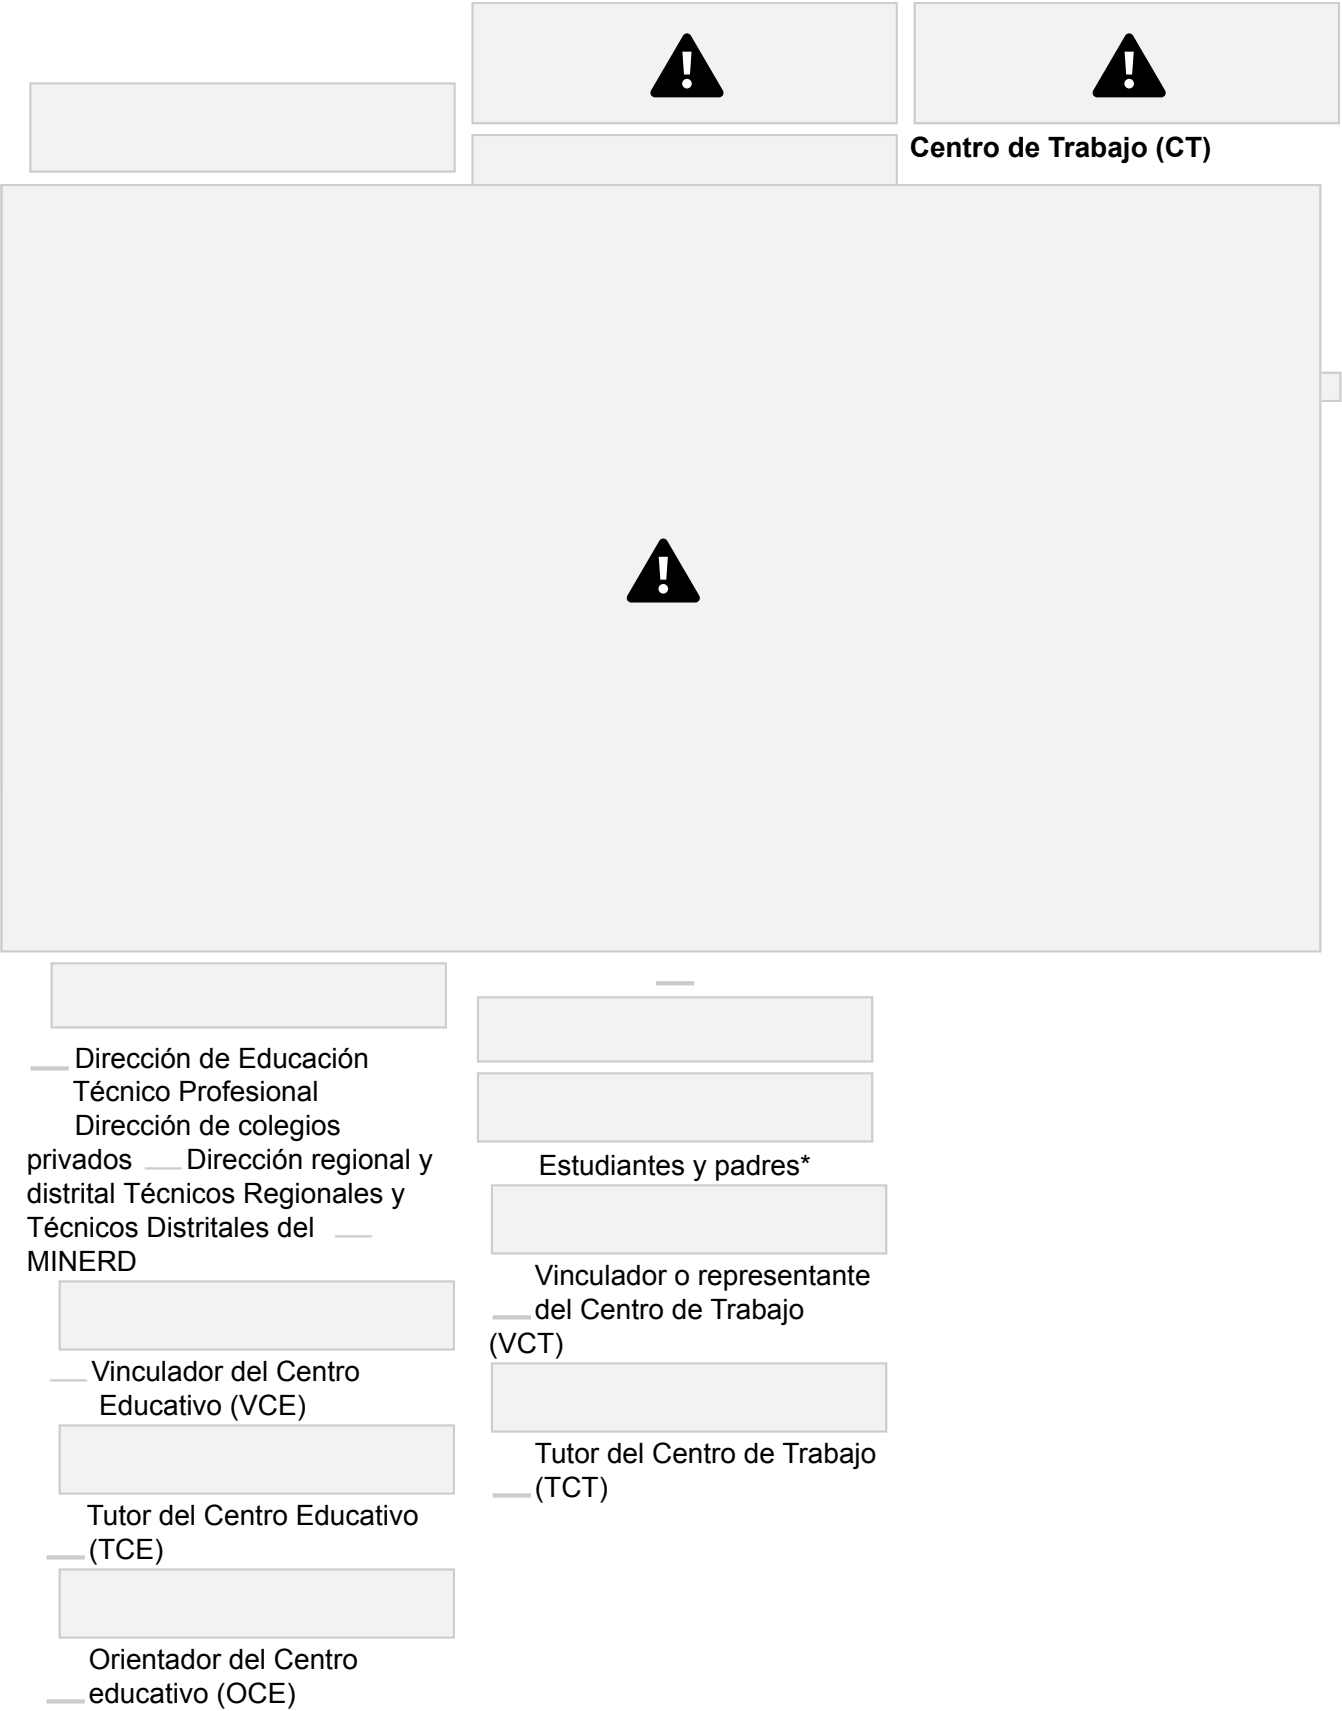 Centro de Trabajo (CT)
Dirección de Educación
Técnico Profesional
Dirección de colegios
privados Dirección regional y
distrital Técnicos Regionales y
Técnicos Distritales del
MINERD
Vinculador del Centro
Educativo (VCE)
Tutor del Centro Educativo
(TCE)
Orientador del Centro
educativo (OCE)
Estudiantes y padres*
Vinculador o representante
del Centro de Trabajo
(VCT)
Tutor del Centro de Trabajo
(TCT)